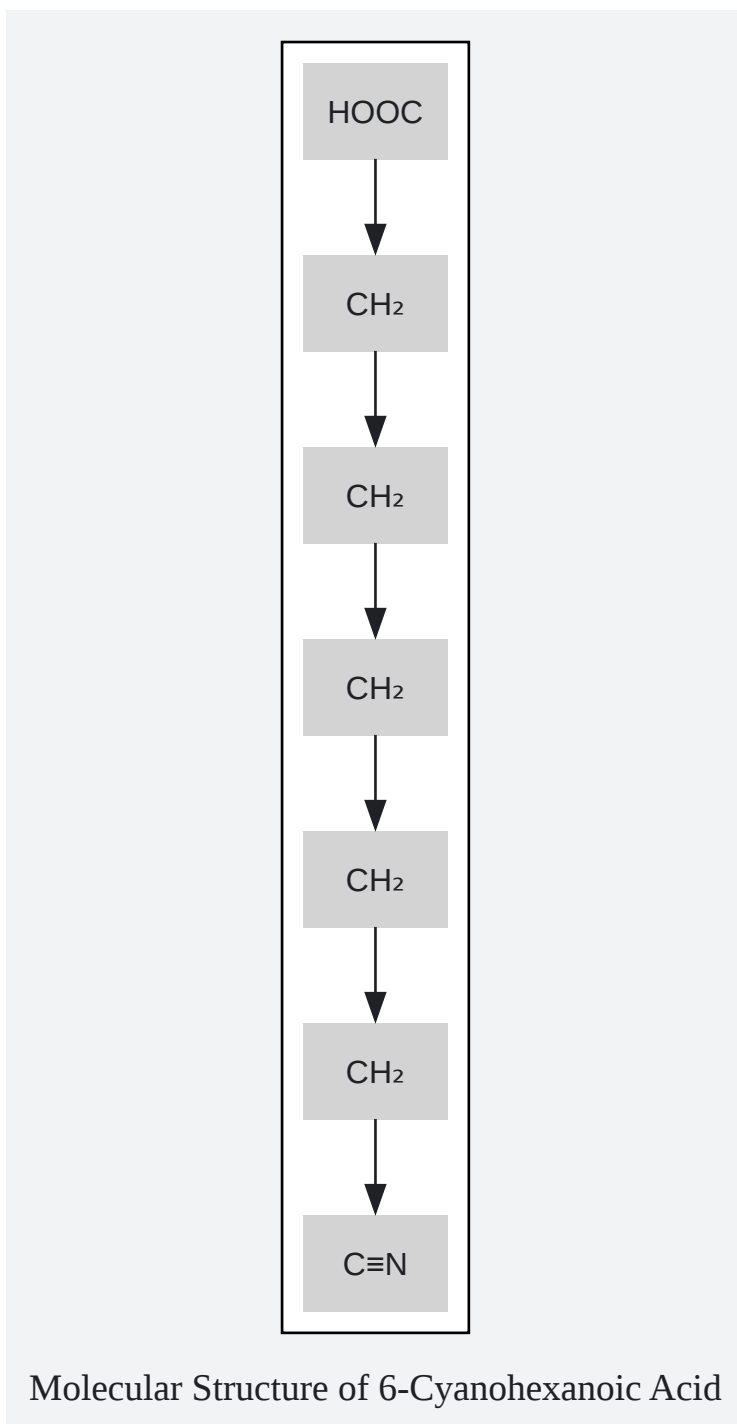 HOOC
CH₂
CH₂
CH₂
CH₂
CH₂
C≡N
Molecular Structure of 6-Cyanohexanoic Acid